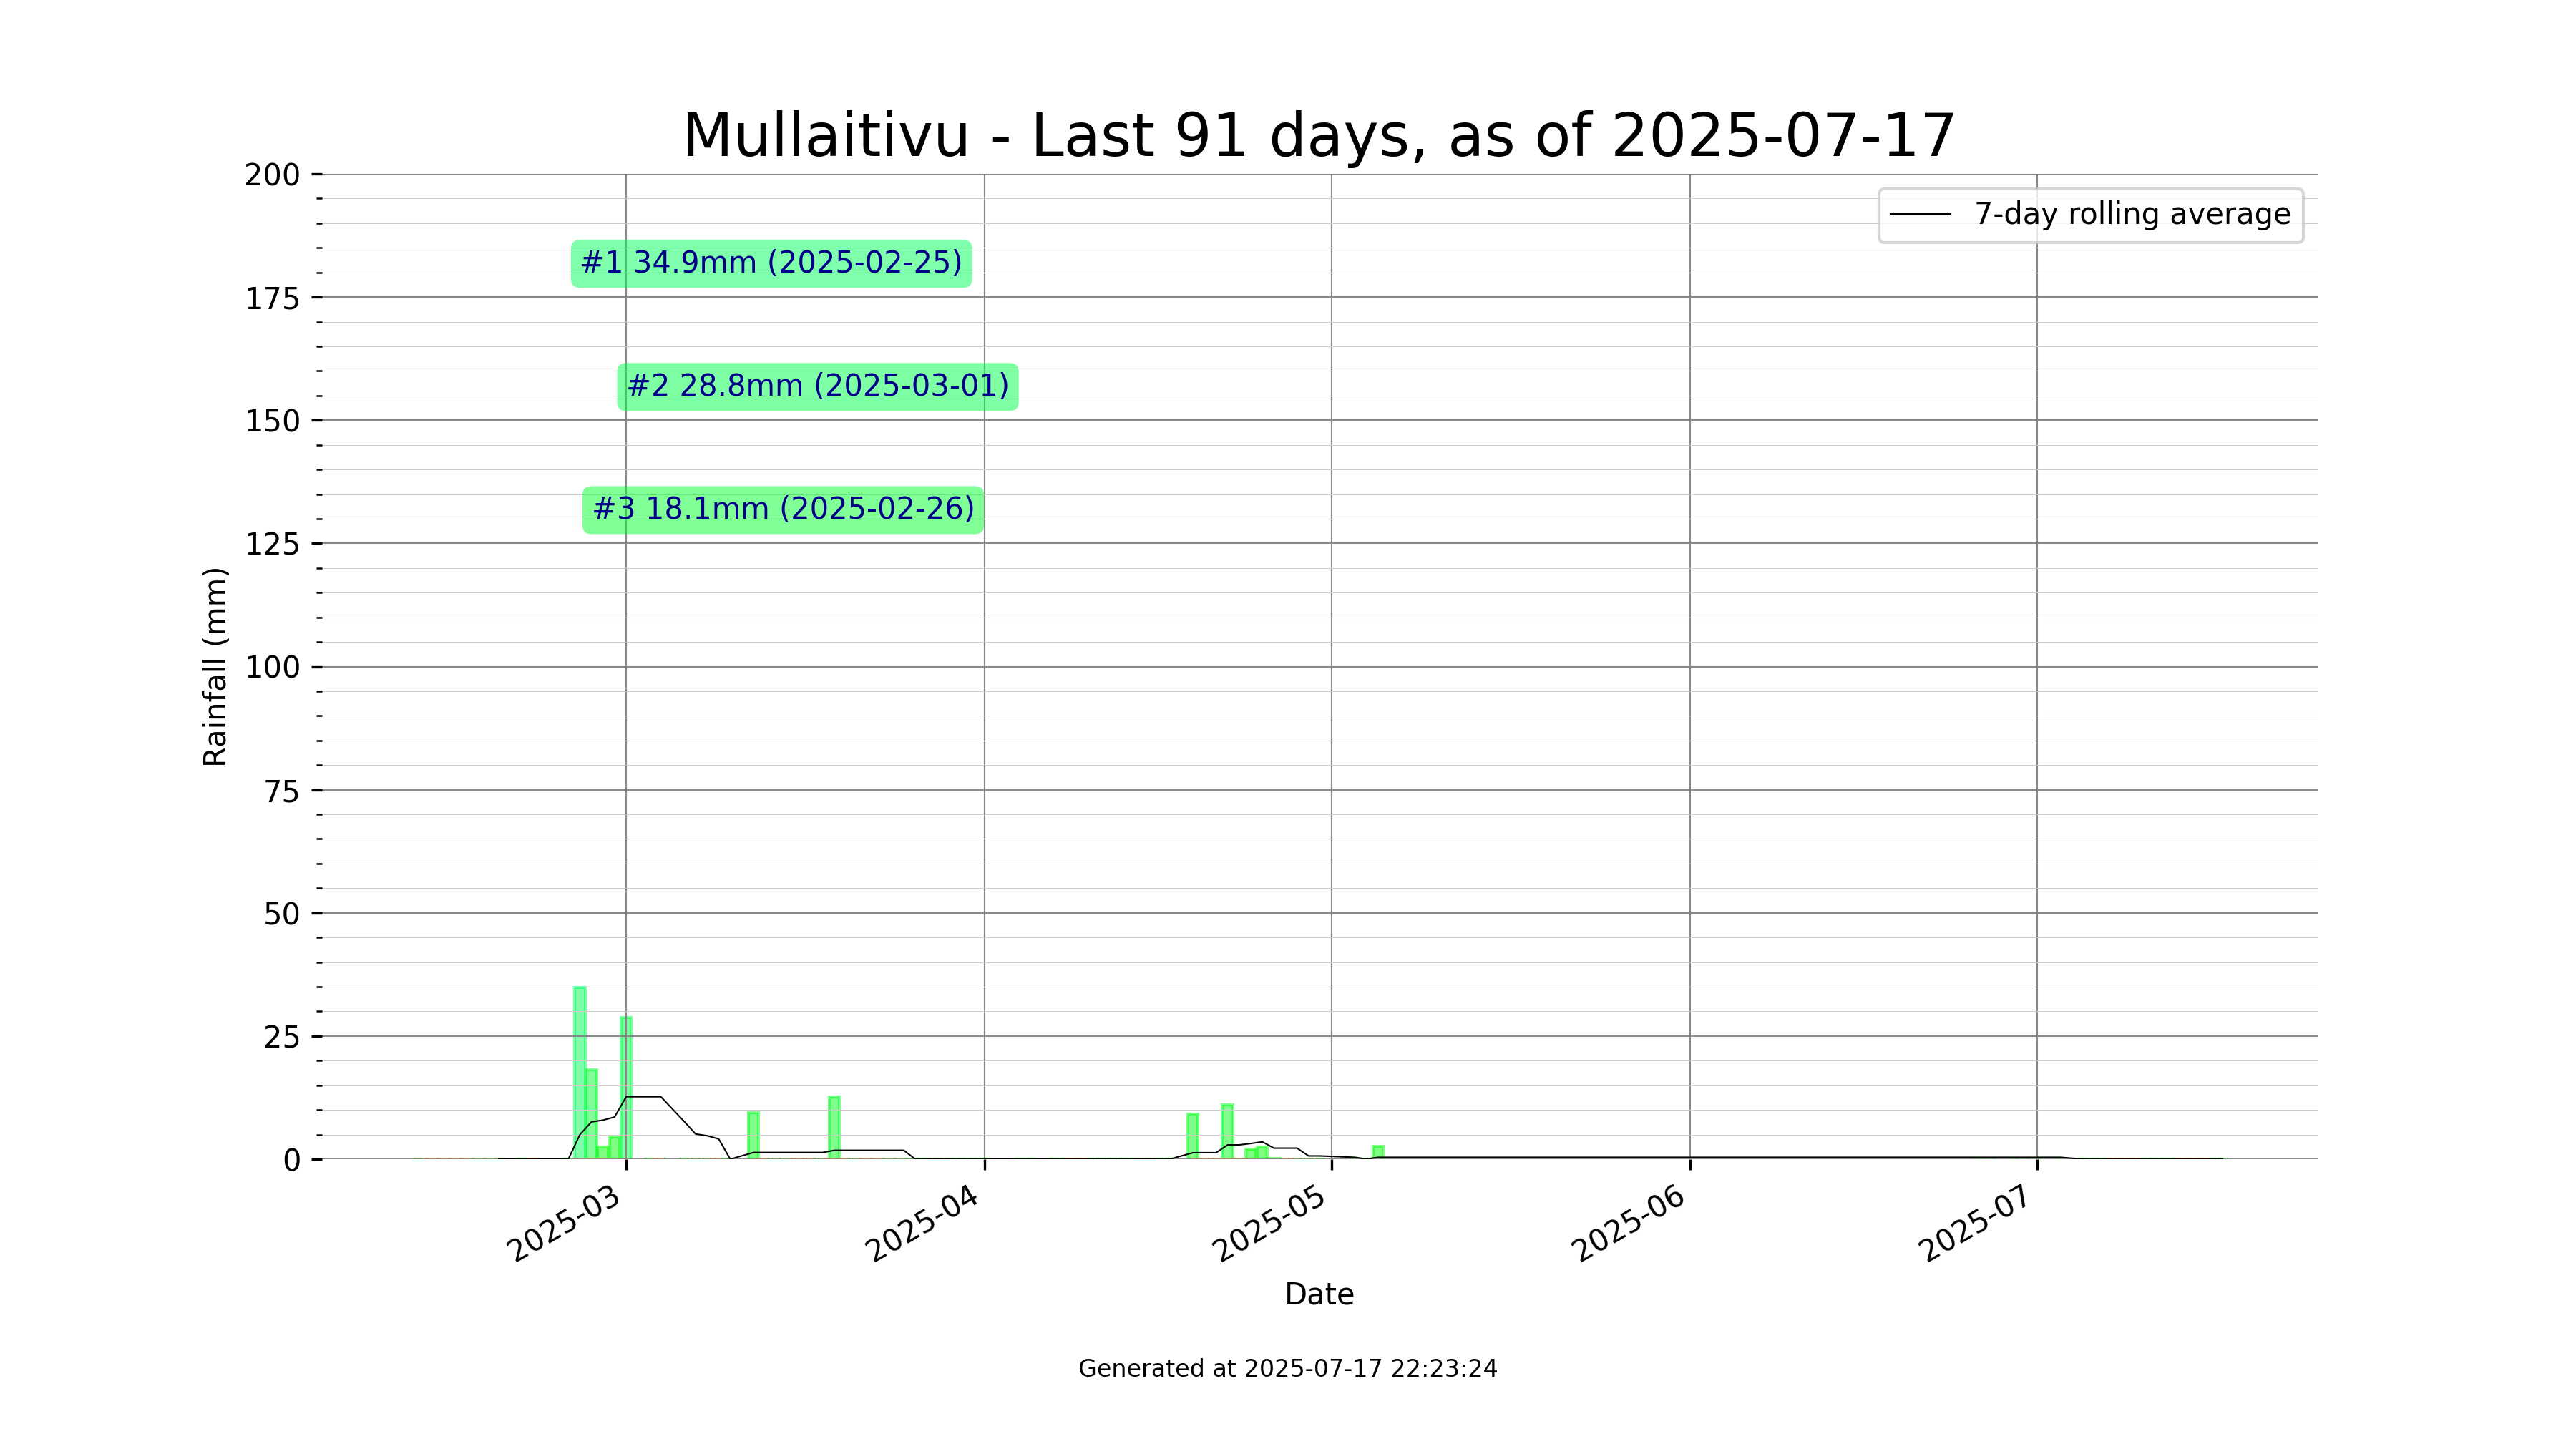 Mullaitivu - Last 91 days, as of 2025-07-17
200
175
150
125
100
75
50
25
0
Rainfall (mm)
7-day rolling average
#1 34.9mm (2025-02-25)
#2 28.8mm (2025-03-01)
#3 18.1mm (2025-02-26)
2025-03
2025-04
2025-05
2025-06
2025-07
Date
Generated at 2025-07-17 22:23:24